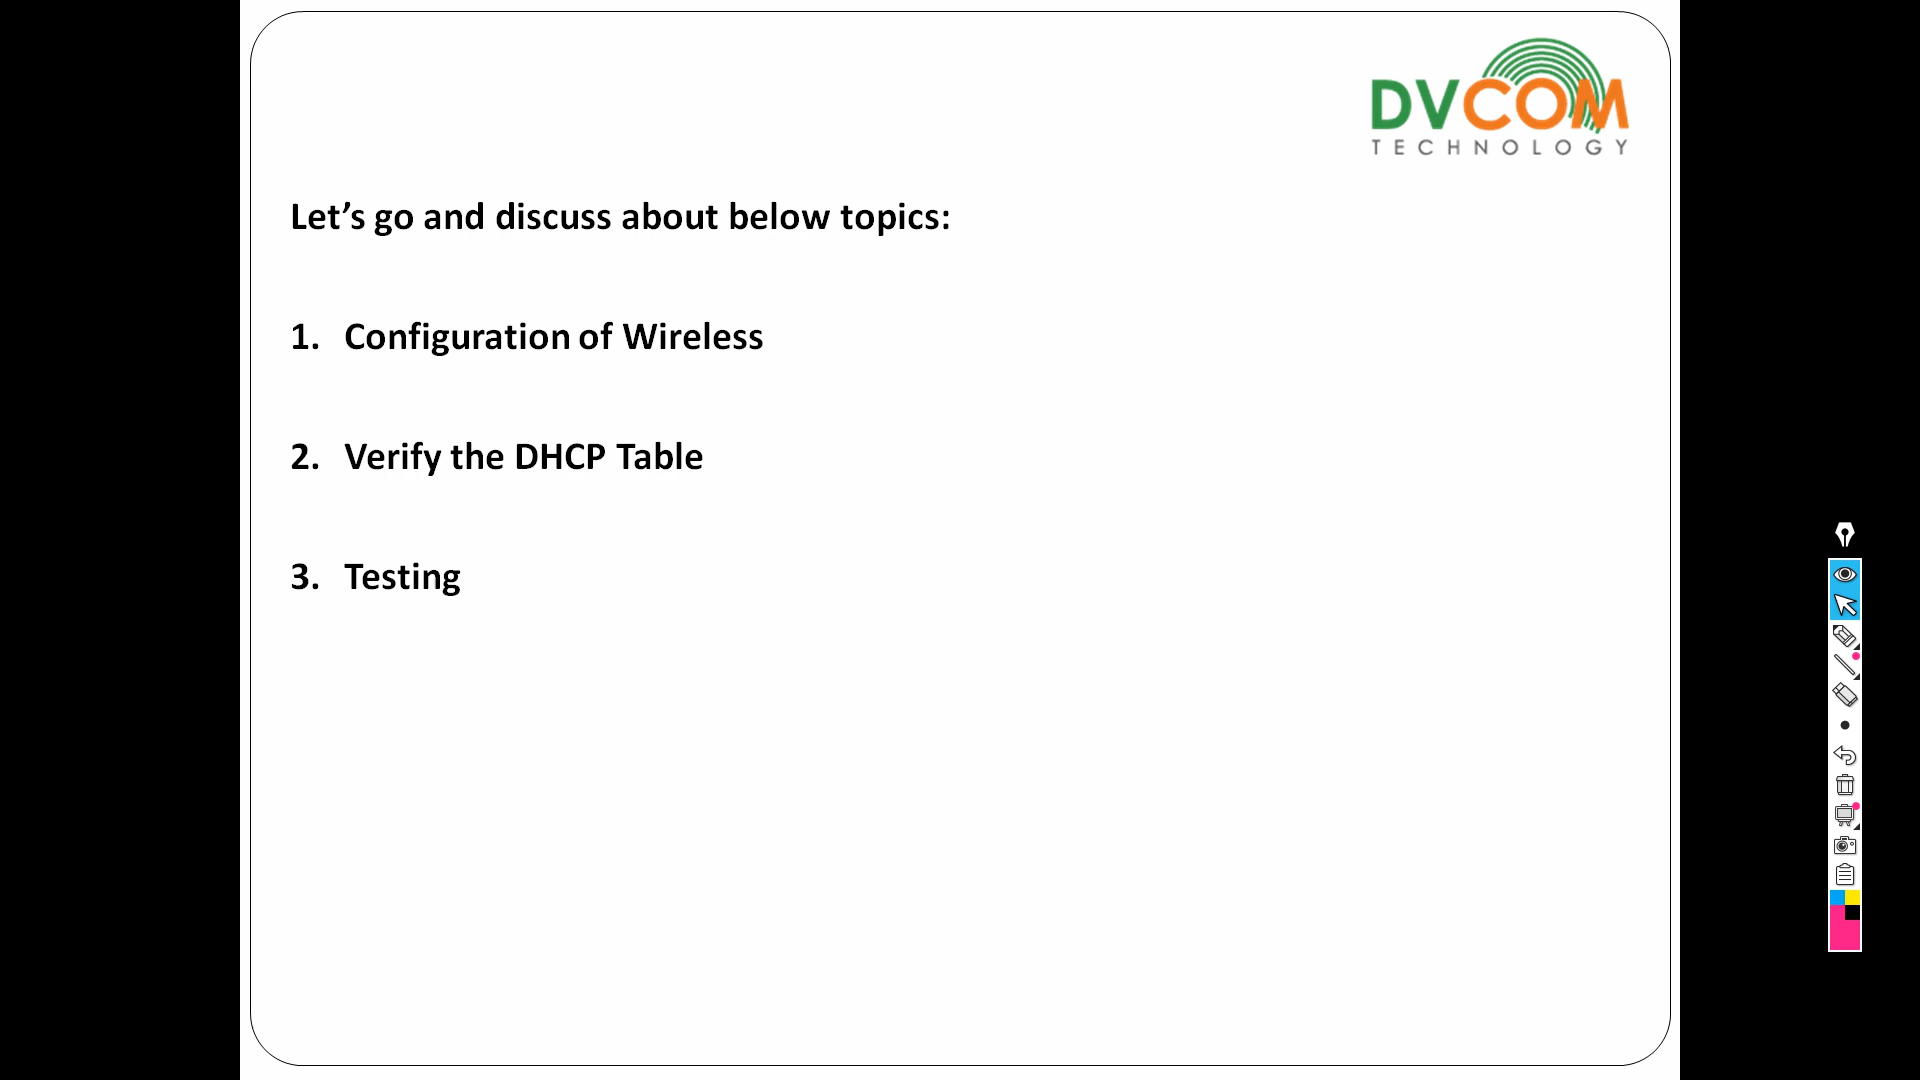 DVCOM
TECHNOLOGY
Let’s go and discuss about below topics:
1. Configuration of Wireless
2. Verify the DHCP Table
3. Testing